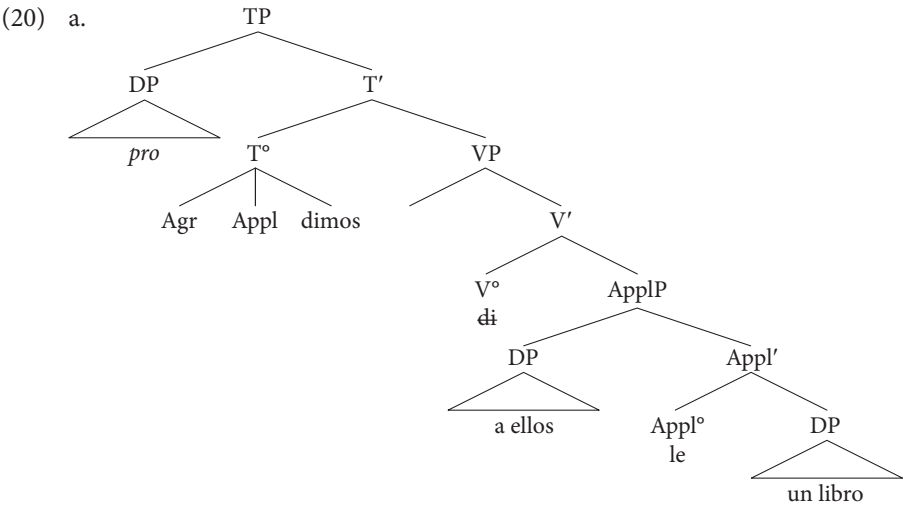 (20) a. TP
DP T′
pro T° VP
Agr Appl dimos V′
V° ApplP
di
DP Appl′
a ellos Appl° DP
le
un libro